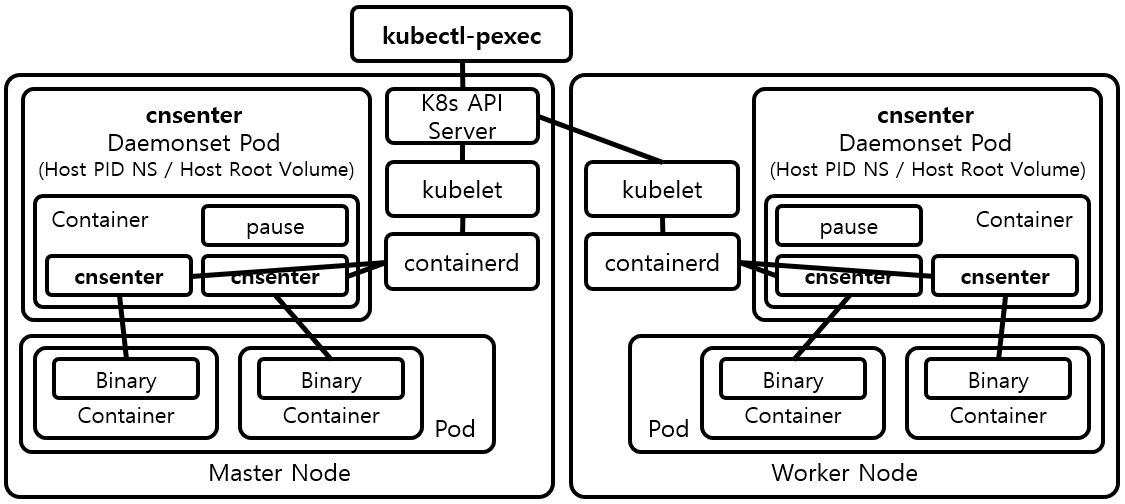 kubectl-pexec
cnsenter
Daemonset Pod
(Host PID NS / Host Root Volume)
Container
pause
cnsenter
cnsenter
K8s API
Server
kubelet
containerd
Binary
Container
Binary
Container
Pod
Master Node
kubelet
containerd
cnsenter
Daemonset Pod
(Host PID NS / Host Root Volume)
pause
Container
cnsenter
cnsenter
Pod
Binary
Container
Binary
Container
Worker Node